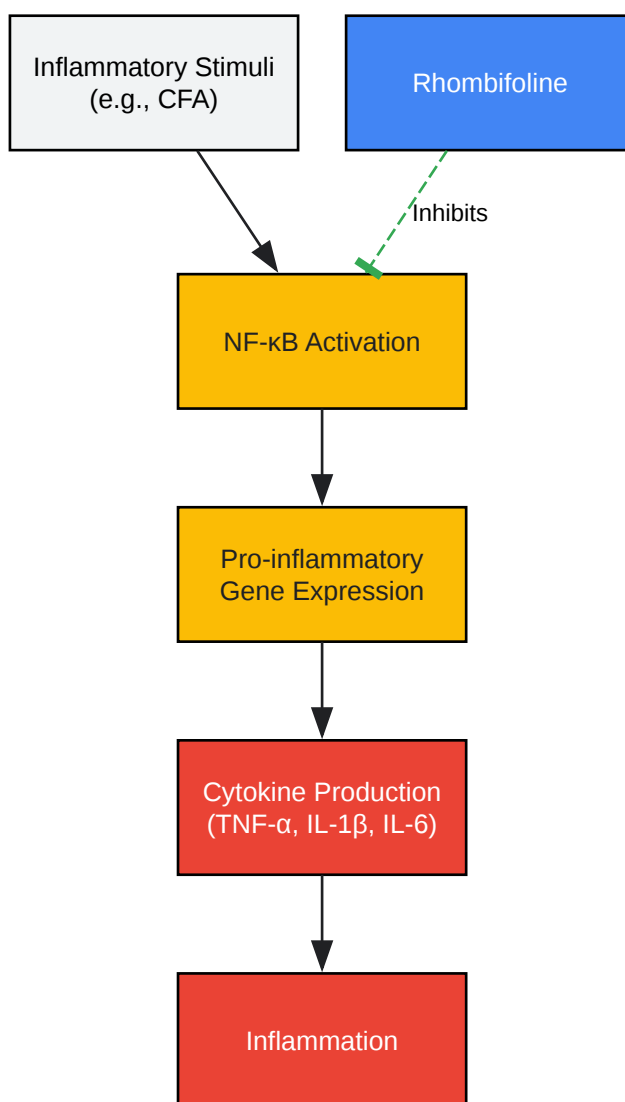 Inflammatory Stimuli
(e.g., CFA)
Rhombifoline
Inhibits
NF-κB Activation
Pro-inflammatory
Gene Expression
Cytokine Production
(TNF-α, IL-1β, IL-6)
Inflammation